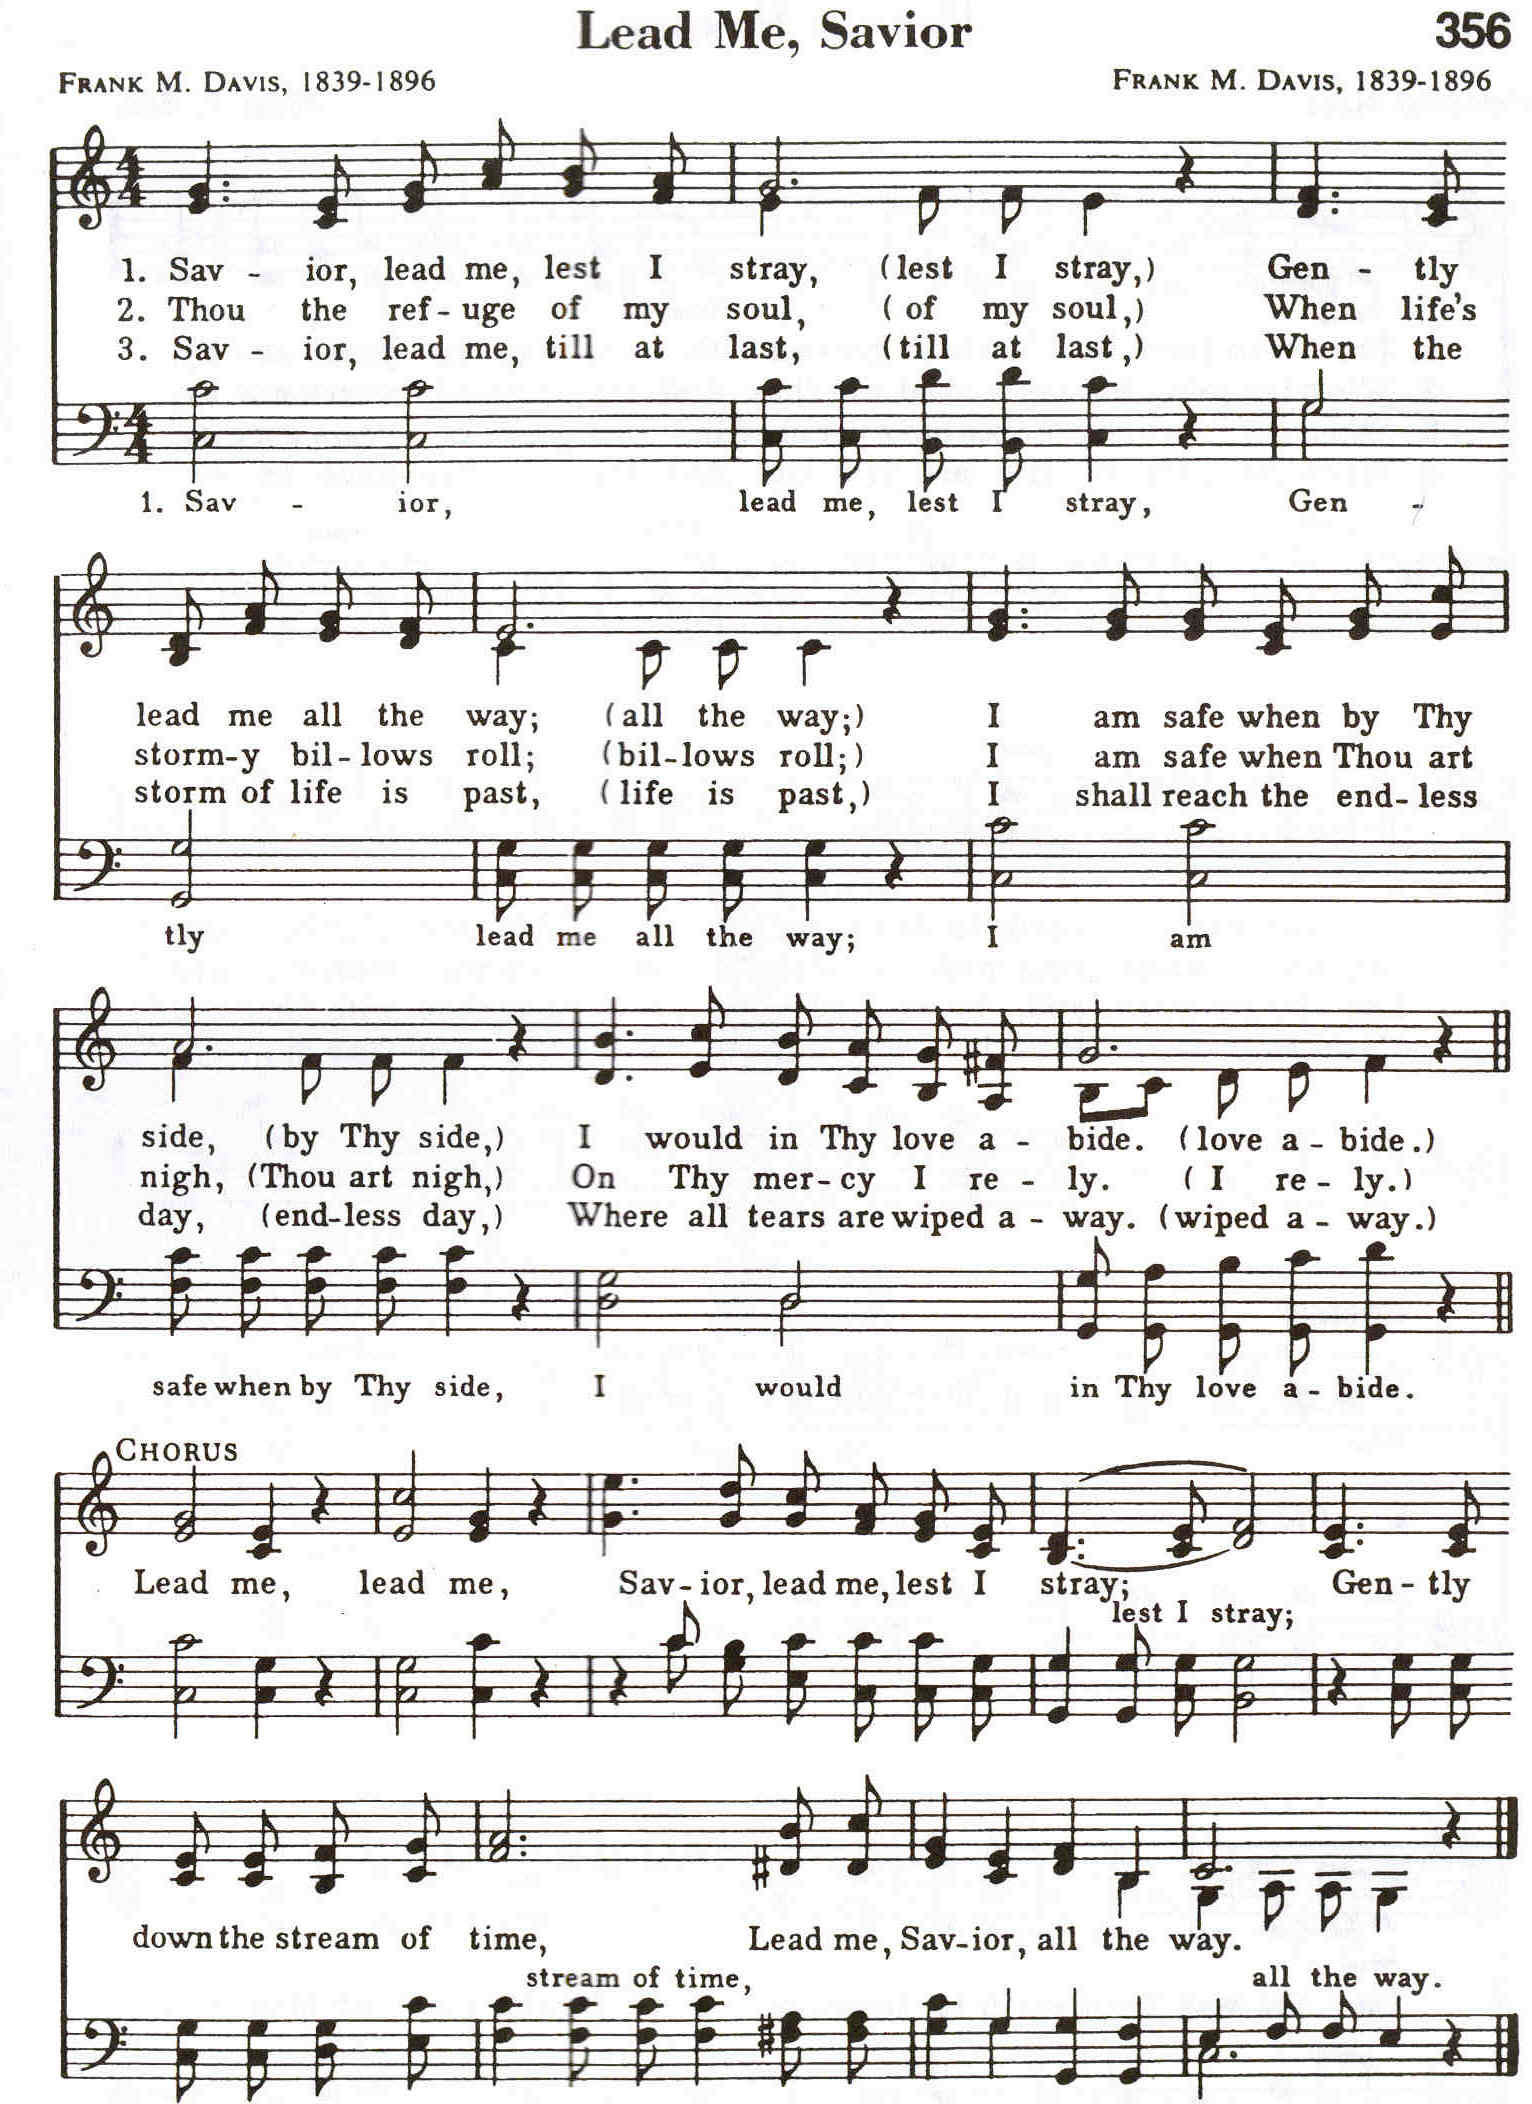 Lead Me, Savior 356
FRANK M. DAVIS, 1839-1896 FRANK M. DAVIS, 1839-1896
1. Sav - ior, lead me, lest I stray, (lest I stray,) Gen - tly
2. Thou the ref - uge of my soul, ( of my soul,) When life's
3. Sav - ior, lead me, till at last, (till at last,) When the
1. Sav - ior, lead me, lest I stray, Gen -
lead me all the way; (all the way;) I am safe when by Thy
storm-y bil - lows roll; (bil - lows roll;) I am safe when Thou art
storm of life is past, ( life is past,) I shall reach the end - less
tly lead me all the way; I am
side, (by Thy side,) I would in Thy love a - bide. (love a - bide.)
nigh, (Thou art nigh,) On Thy mer - cy I re - ly. ( I re - ly.)
day, (end-less day,) Where all tears are wiped a - way. (wiped a - way.)
safe when by Thy side, I would in Thy love a - bide.
CHORUS
Lead me, lead me, Sav - ior, lead me, lest I stray; Gen - tly
lest I stray;
down the stream of time, Lead me, Sav-ior, all the way.
stream of time, all the way.